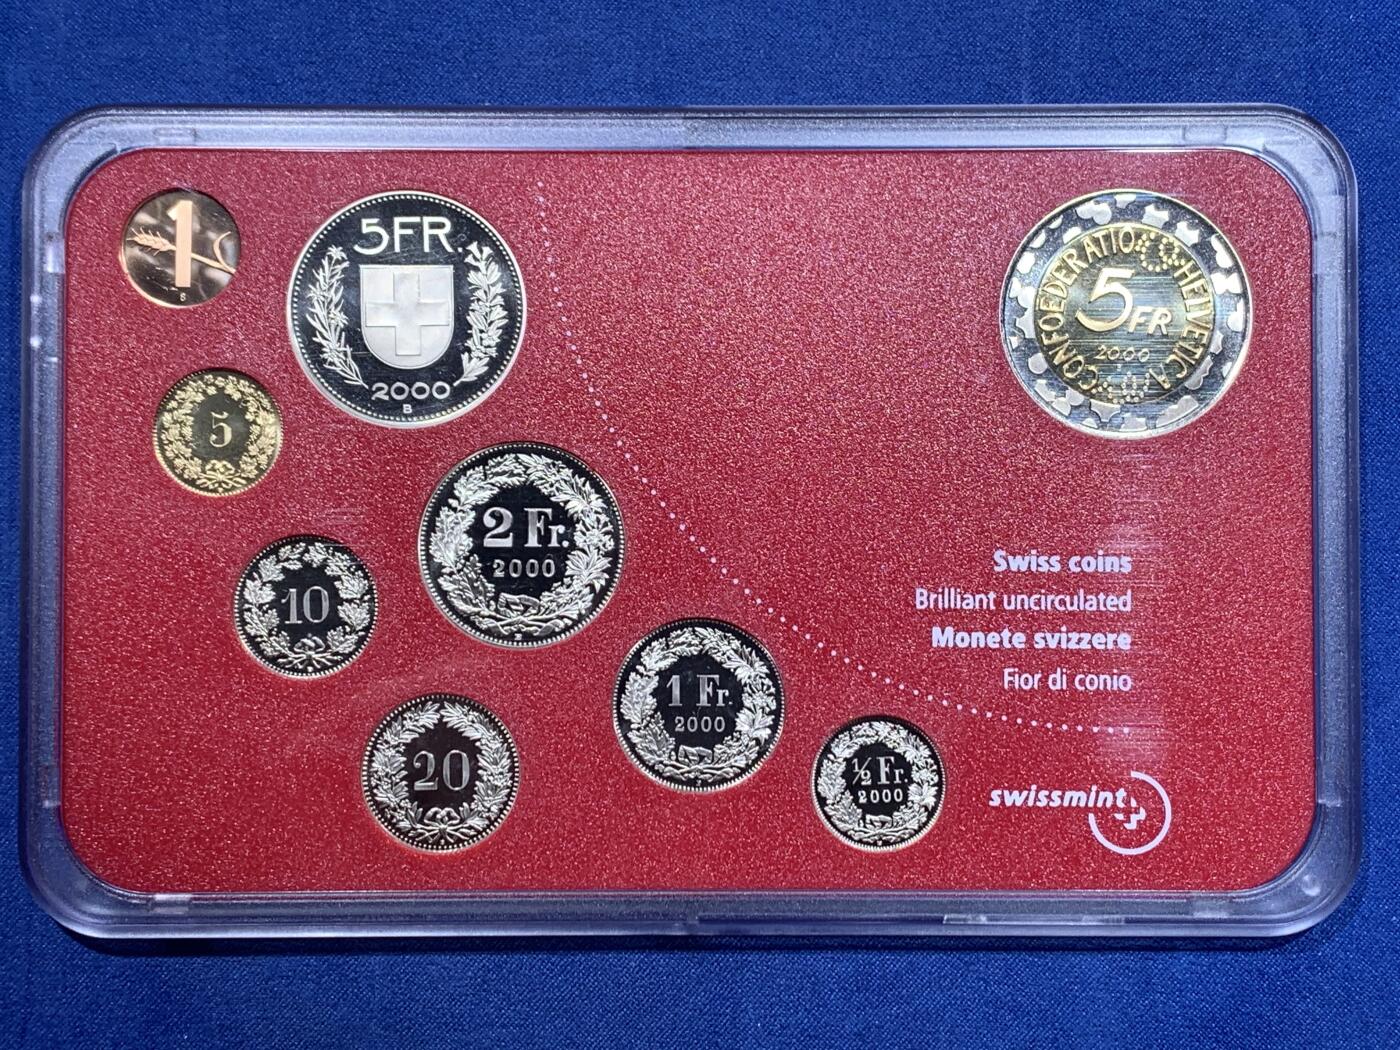 1
S
5FR.
2000
B
CONFOEDERATIO HELVETICA
5FR
2000
5
2 Fr.
2000
10
1 Fr.
2000
20
½ Fr.
2000
Swiss coins
Brilliant uncirculated
Monete svizzere
Fior di conio
swissmint